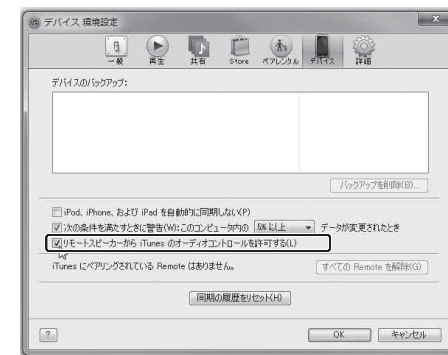 デバイス 環境設定
一般 再生 共有 Store ペアレンタル デバイス 詳細
デバイスのバックアップ:
バックアップを削除(B)...
iPod、iPhone、および iPad を自動的に同期しない(P)
次の条件を満たすときに警告(W):このコンピュータ内の 5% 以上 データが変更されたとき
リモートスピーカーから iTunes のオーディオコントロールを許可する(L)
iTunes にペアリングされている Remote はありません。 すべての Remote を解除(G)
同期の履歴をリセット(H)
? OK キャンセル